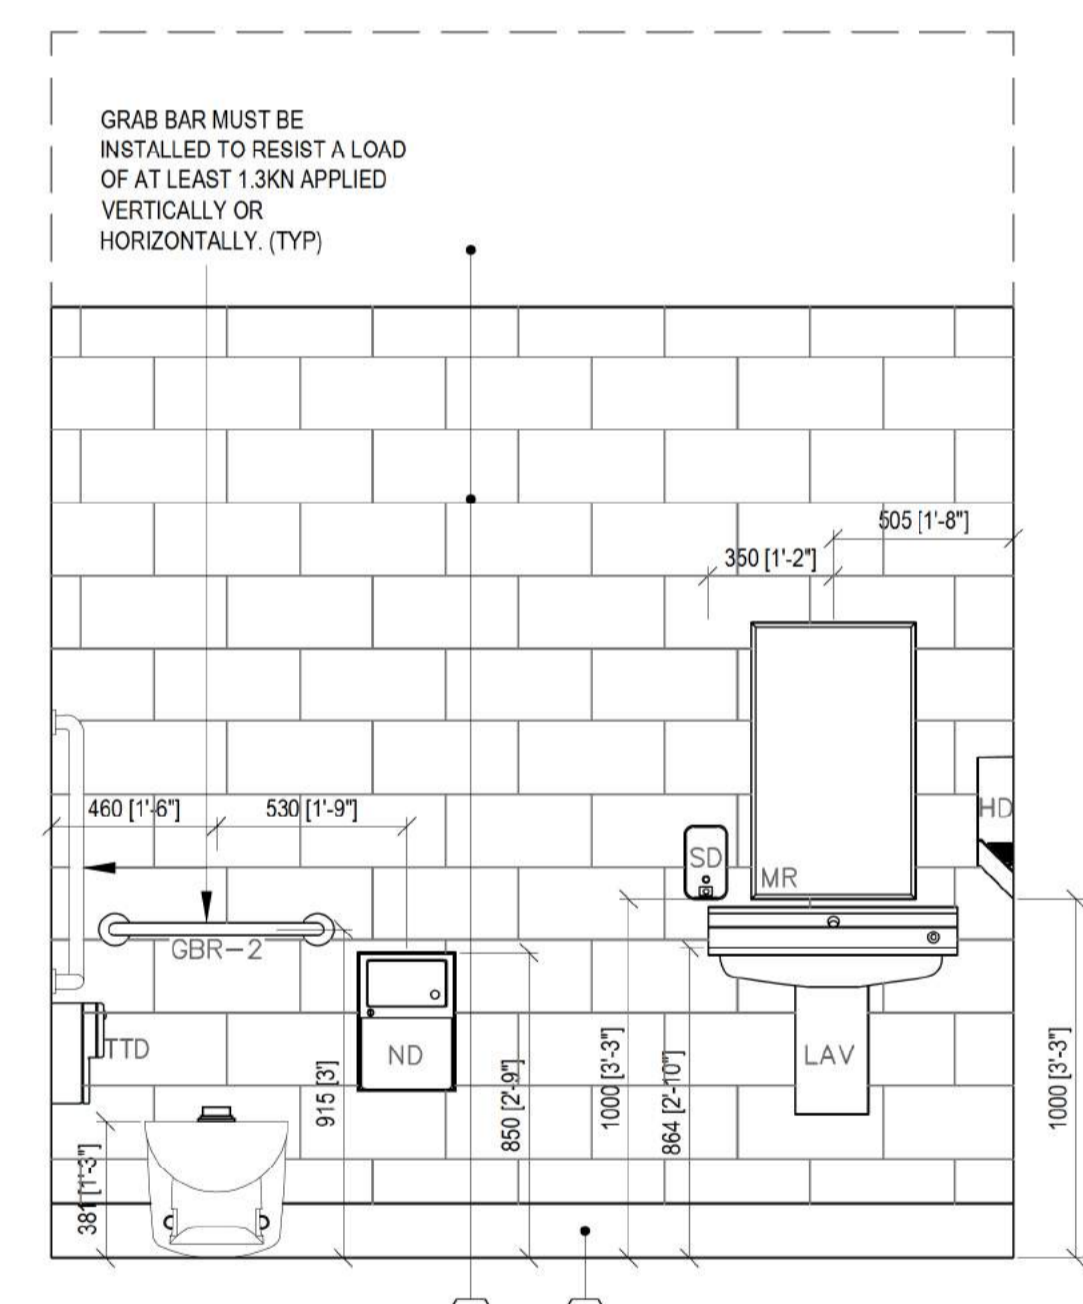 GRAB BAR MUST BE
INSTALLED TO RESIST A LOAD
OF AT LEAST 1.3KN APPLIED
VERTICALLY OR
HORIZONTALLY. (TYP)
505 [1'-8"]
350 [1'-2"]
460 [1'-6"]
530 [1'-9"]
HD
SD
MR
GBR-2
TTD
ND
LAV
915 [3']
850 [2'-9"]
1000 [3'-3"]
864 [2'-10"]
1000 [3'-3"]
381 [1'-3"]